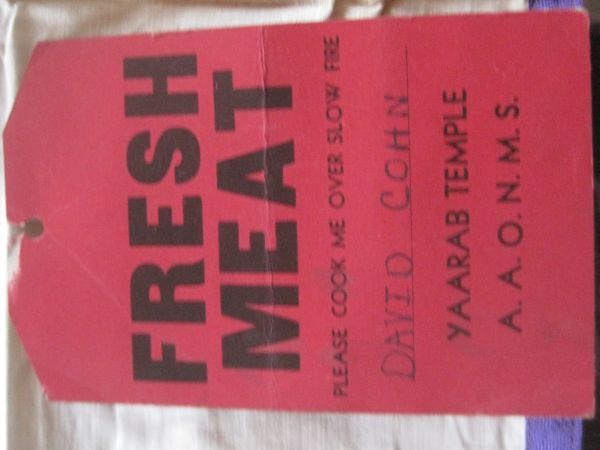 FRESH
MEAT
PLEASE COOK ME OVER SLOW FIRE
DAVID COHN
YAARAB TEMPLE
A. A. O. N. M. S.